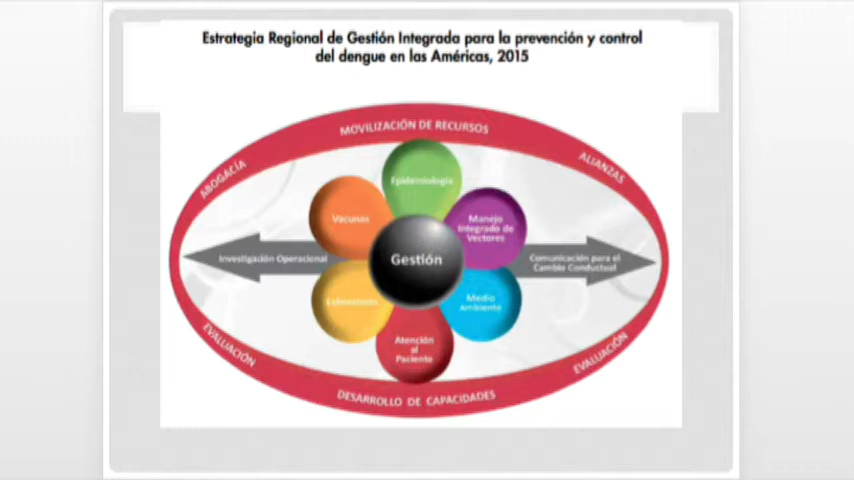 Estrategia Regional de Gestión Integrada para la prevención y control
del dengue en las Américas, 2015
MOVILIZACIÓN DE RECURSOS
ABOGACÍA
ALIANZAS
Epidemiología
Vacunas
Manejo
Integrado de
Vectores
Investigación Operacional
Gestión
Comunicación para el
Cambio Conductual
Laboratorio
Medio
Ambiente
Atención
al
Paciente
EVALUACIÓN
EVALUACIÓN
DESARROLLO DE CAPACIDADES